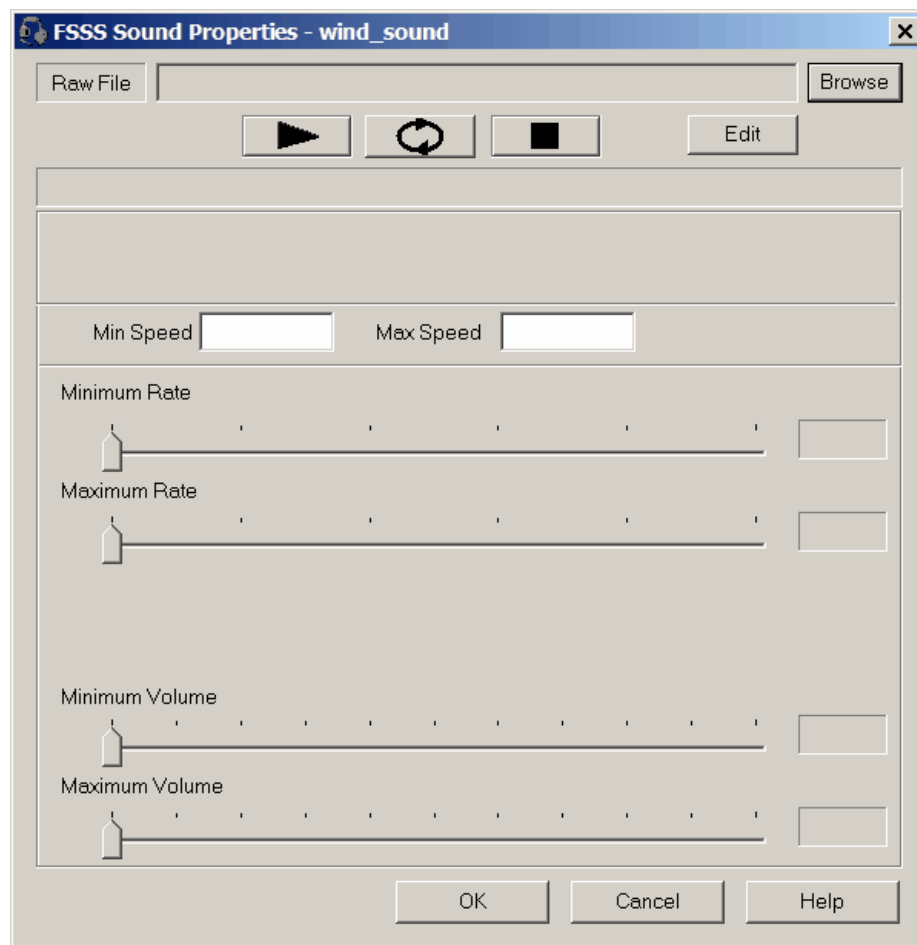 FSSS Sound Properties - wind_sound
Raw File Browse
Edit
Min Speed Max Speed
Minimum Rate
Maximum Rate
Minimum Volume
Maximum Volume
OK Cancel Help